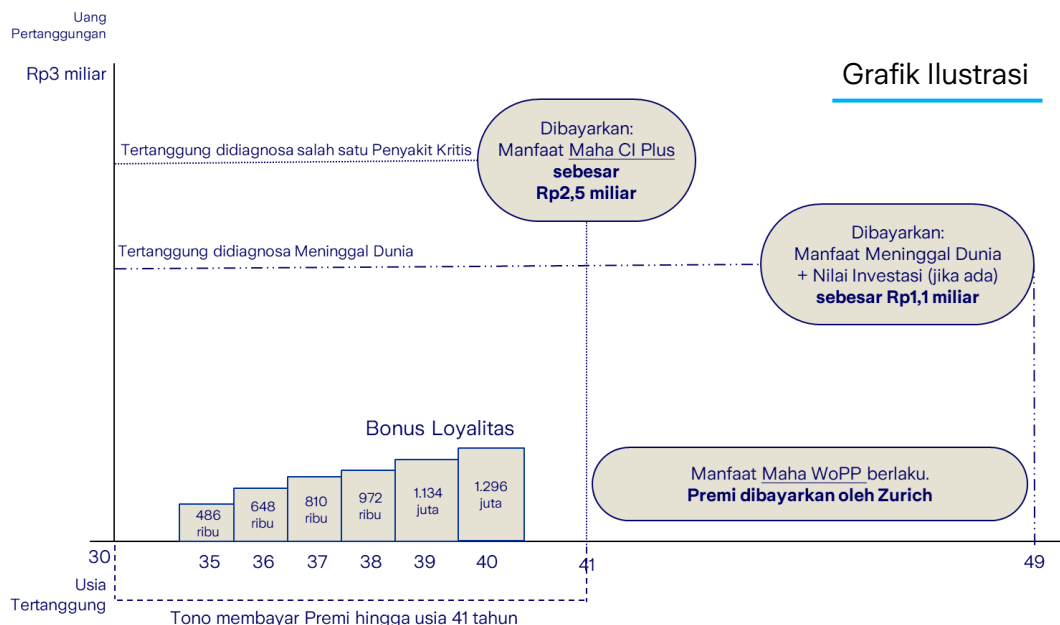 Uang
Pertanggungan
Rp3 miliar
Grafik Ilustrasi
Tertanggung didiagnosa salah satu Penyakit Kritis
Dibayarkan:
Manfaat Maha CI Plus
sebesar
Rp2,5 miliar
Tertanggung didiagnosa Meninggal Dunia
Dibayarkan:
Manfaat Meninggal Dunia
+ Nilai Investasi (jika ada)
sebesar Rp1,1 miliar
Bonus Loyalitas
486
ribu
648
ribu
810
ribu
972
ribu
1.134
juta
1.296
juta
Manfaat Maha WoPP berlaku.
Premi dibayarkan oleh Zurich
30
35
36
37
38
39
40
41
49
Usia
Tertanggung
Tono membayar Premi hingga usia 41 tahun